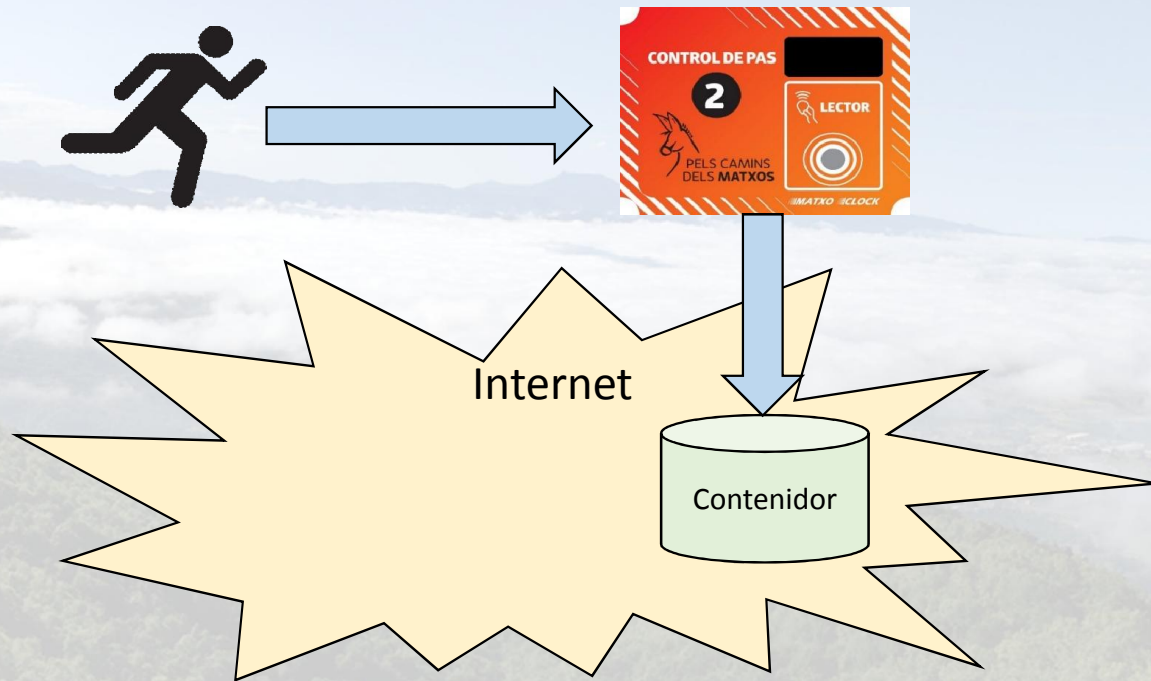 CONTROL DE PAS
2
LECTOR
PELS CAMINS
DELS MATXOS
MATXO CLOCK
Internet
Contenidor